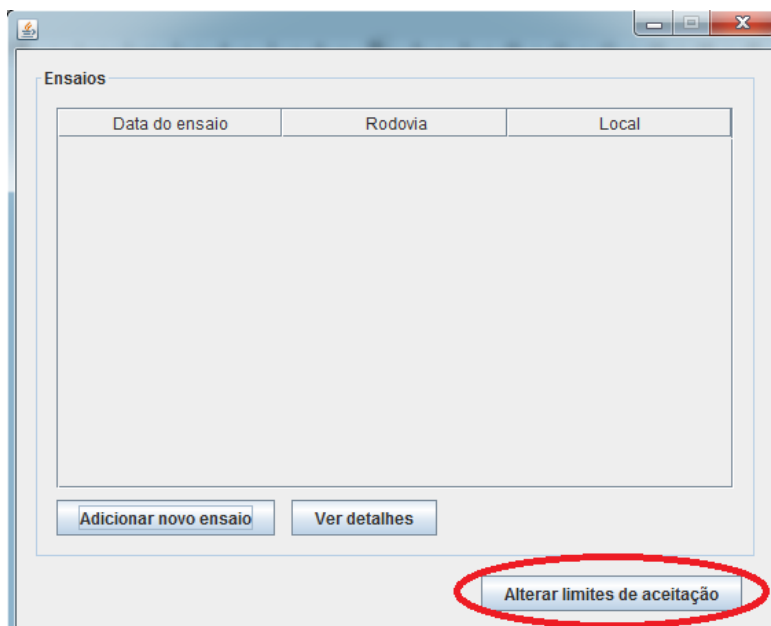 Ensaios
Data do ensaio Rodovia Local
Adicionar novo ensaio Ver detalhes
Alterar limites de aceitação